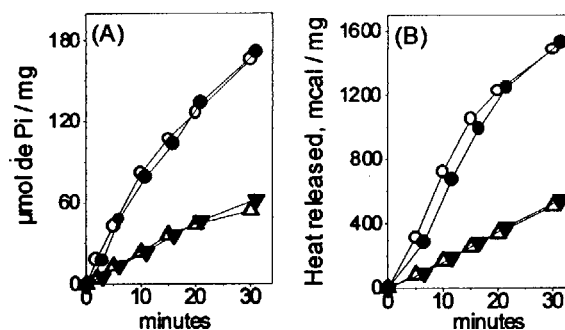 (A)
µmol de Pi / mg
180
120
60
0
0 10 20 30
minutes
(B)
Heat released, mcal / mg
1600
1200
800
400
0
0 10 20 30
minutes